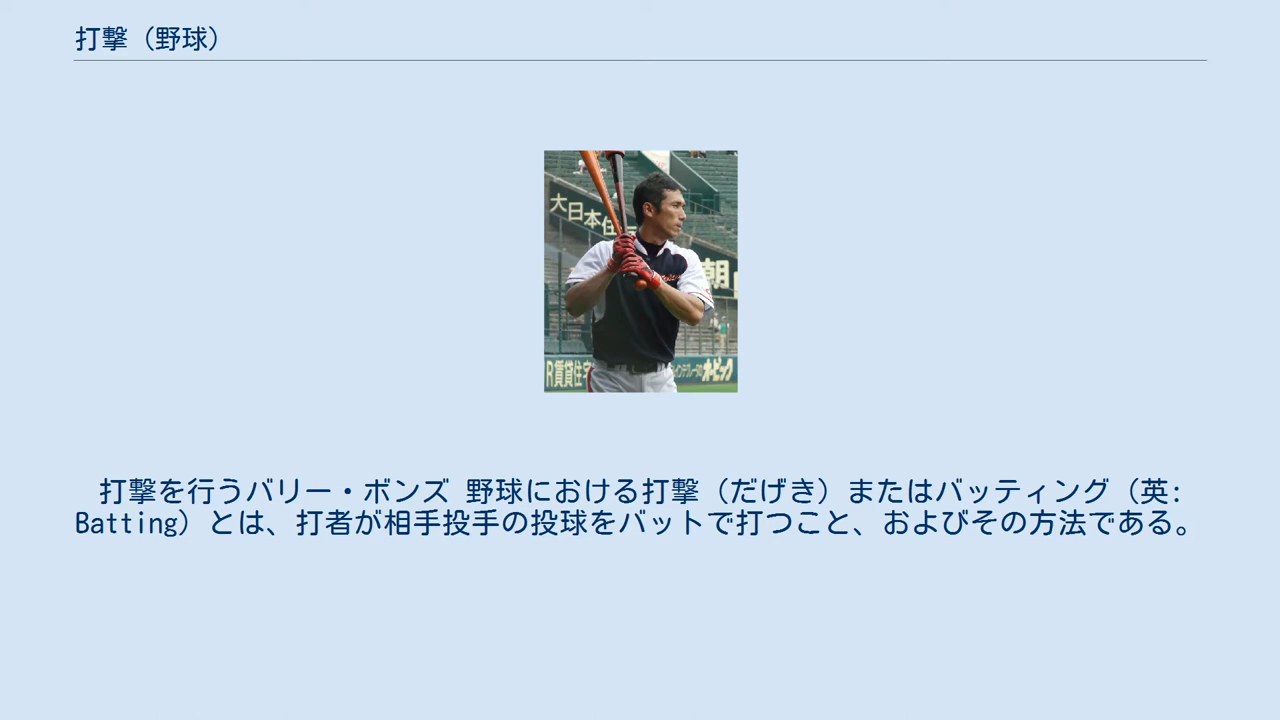 打撃（野球）
大日本住
朝
R賃貸住宅
オービック
打撃を行うバリー・ボンズ 野球における打撃（だげき）またはバッティング（英:
Batting）とは、打者が相手投手の投球をバットで打つこと、およびその方法である。